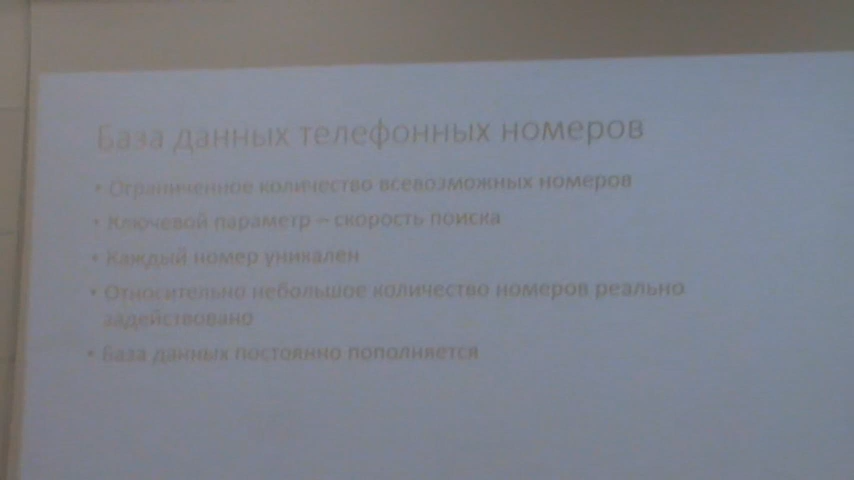 База данных телефонных номеров
• Ограниченное количество всевозможных номеров
• Ключевой параметр – скорость поиска
• Каждый номер уникален
• Относительно небольшое количество номеров реально
задействовано
• База данных постоянно пополняется